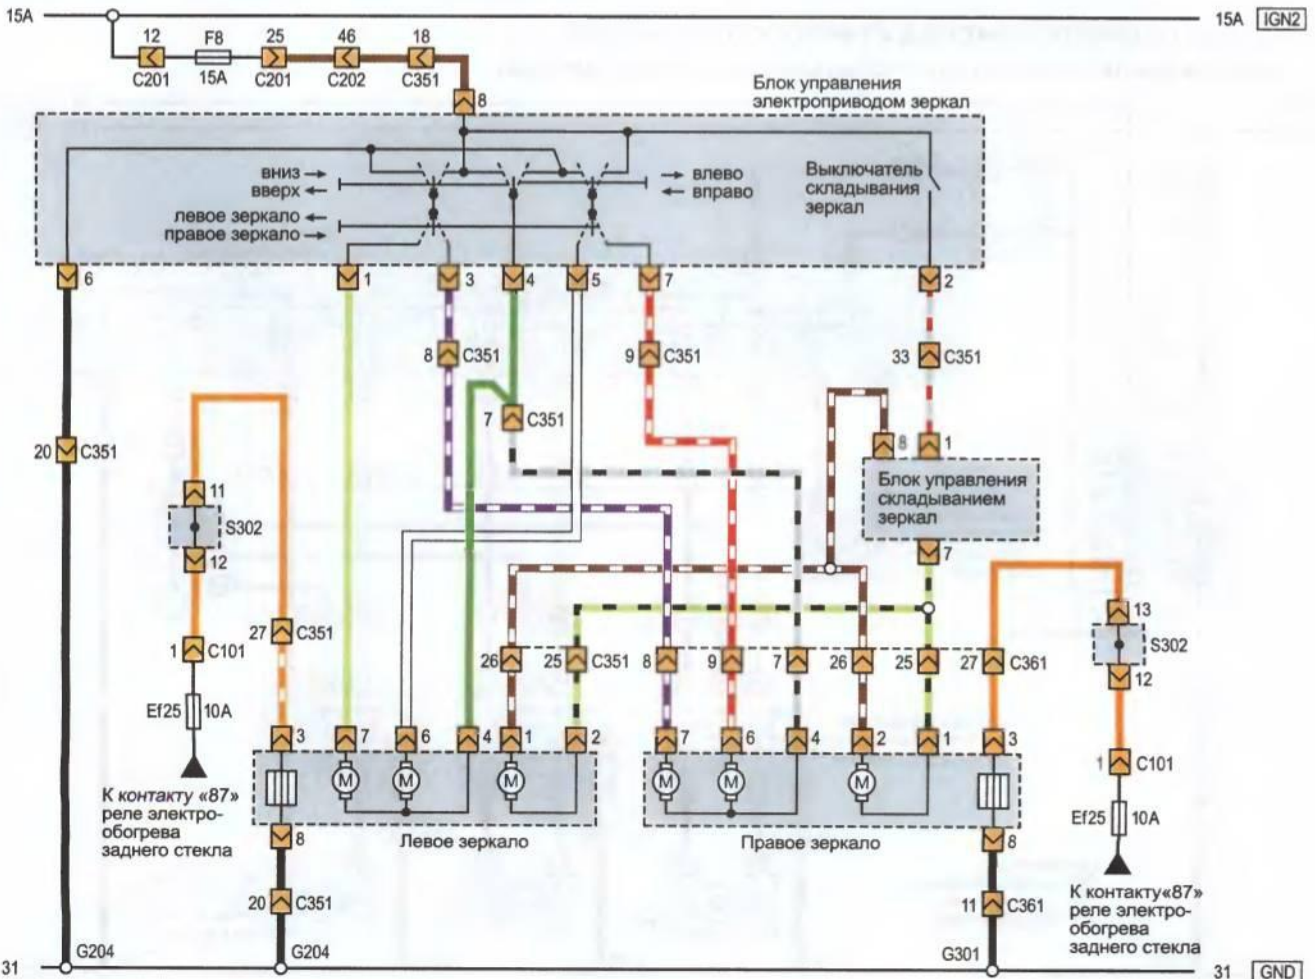 15А
15А IGN2
12 F8 25 46 18
C201 15А C201 C202 C351
8
Блок управления
электроприводом зеркал
вниз
вверх
левое зеркало
правое зеркало
влево
вправо
Выключатель
складывания
зеркал
6 1 3 4 5 7 2
8 C351 9 C351 33 C351
7 C351
20 C351
8 1
Блок управления
складыванием
зеркал
7
11
S302
12
13
S302
12
27 C351
1 C101
26 25 C351 8 9 7 26 25 27 C361
Ef25 10А
3 7 6 4 1 2 7 6 4 2 1 3
1 C101
M M M M M M
Ef25 10А
К контакту «87»
реле электро-
обогрева
заднего стекла
8 Левое зеркало Правое зеркало 8
20 C351 11 C361
К контакту«87»
реле электро-
обогрева
заднего стекла
G204 G204 G301
31
31 GND